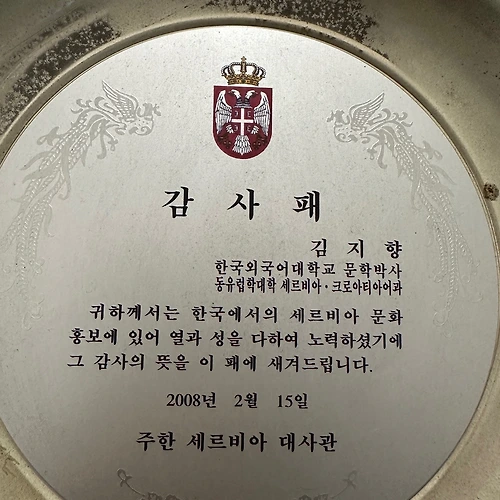 감 사 패
김 지 향
한국외국어대학교 문학박사
동유럽학대학 세르비아·크로아티아어과
귀하께서는 한국에서의 세르비아 문화
홍보에 있어 열과 성을 다하여 노력하셨기에
그 감사의 뜻을 이 패에 새겨드립니다.
2008년 2월 15일
주한 세르비아 대사관